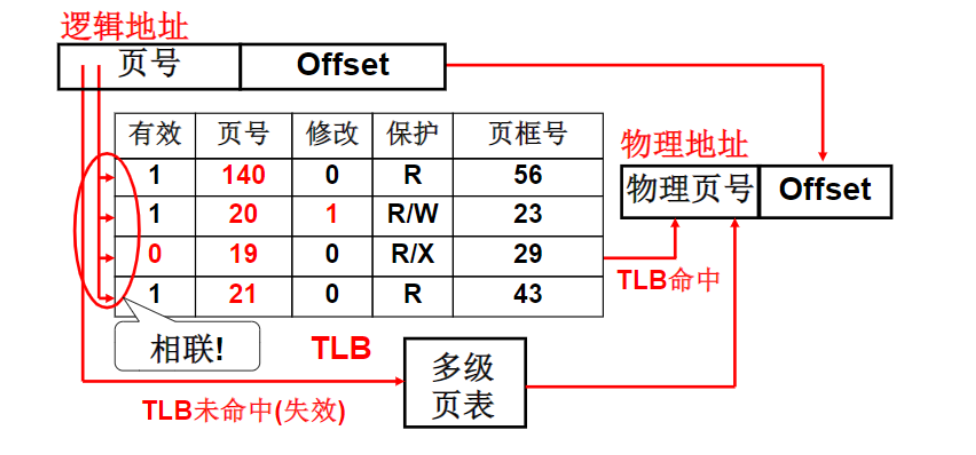 逻辑地址
页号 Offset
有效 页号 修改 保护 页框号
1 140 0 R 56
1 20 1 R/W 23
0 19 0 R/X 29
1 21 0 R 43
物理地址
物理页号 Offset
TLB命中
相联!
TLB
多级
页表
TLB未命中(失效)